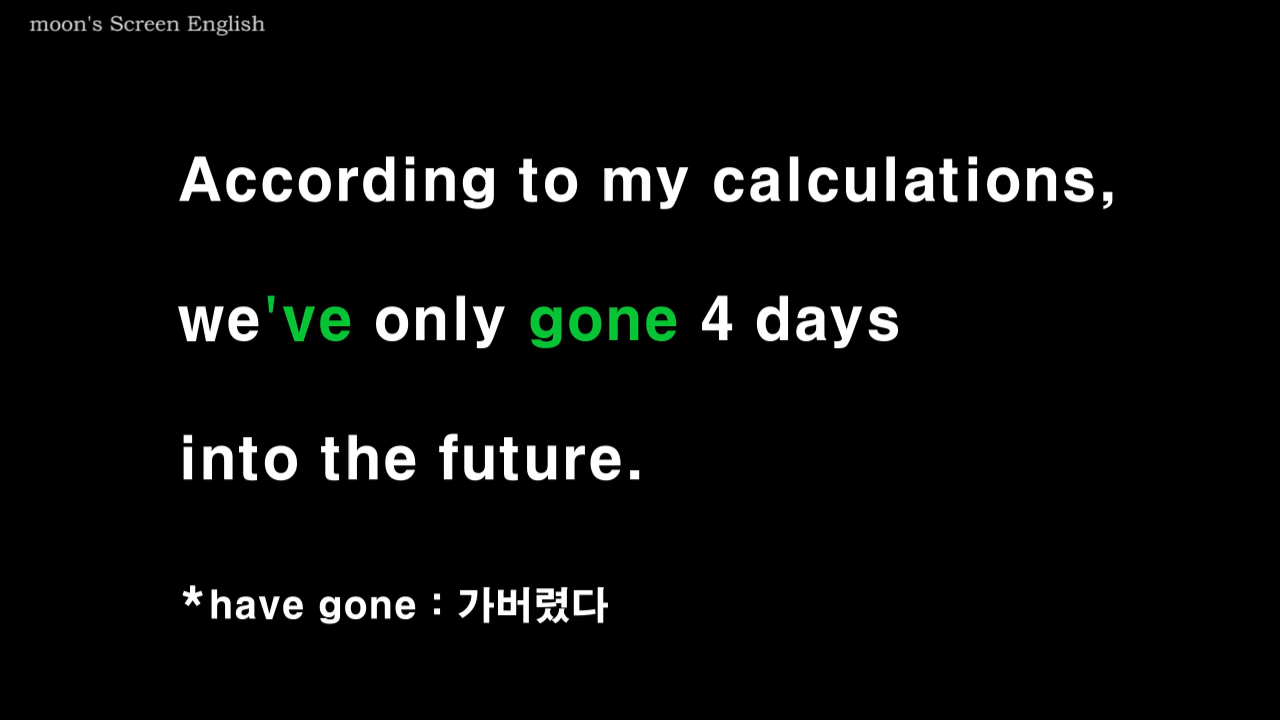 moon's Screen English
According to my calculations,
we've only gone 4 days
into the future.
*have gone : 가버렸다